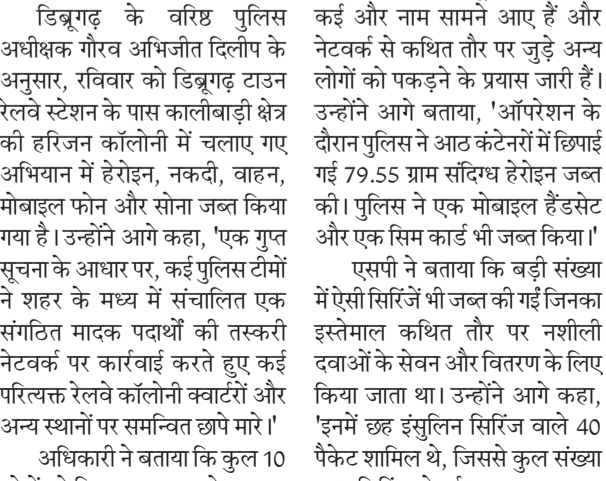 डिब्रूगढ़ के वरिष्ठ पुलिस
अधीक्षक गौरव अभिजीत दिलीप के
अनुसार, रविवार को डिब्रूगढ़ टाउन
रेलवे स्टेशन के पास कालीबाड़ी क्षेत्र
की हरिजन कॉलोनी में चलाए गए
अभियान में हेरोइन, नकदी, वाहन,
मोबाइल फोन और सोना जब्त किया
गया है। उन्होंने आगे कहा, 'एक गुप्त
सूचना के आधार पर, कई पुलिस टीमों
ने शहर के मध्य में संचालित एक
संगठित मादक पदार्थों की तस्करी
नेटवर्क पर कार्रवाई करते हुए कई
परित्यक्त रेलवे कॉलोनी क्वार्टरों और
अन्य स्थानों पर समन्वित छापे मारे।'
अधिकारी ने बताया कि कुल 10
कई और नाम सामने आए हैं और
नेटवर्क से कथित तौर पर जुड़े अन्य
लोगों को पकड़ने के प्रयास जारी हैं।
उन्होंने आगे बताया, 'ऑपरेशन के
दौरान पुलिस ने आठ कंटेनरों में छिपाई
गई 79.55 ग्राम संदिग्ध हेरोइन जब्त
की। पुलिस ने एक मोबाइल हैंडसेट
और एक सिम कार्ड भी जब्त किया।'
एसपी ने बताया कि बड़ी संख्या
में ऐसी सिरिंजें भी जब्त की गईं जिनका
इस्तेमाल कथित तौर पर नशीली
दवाओं के सेवन और वितरण के लिए
किया जाता था। उन्होंने आगे कहा,
'इनमें छह इंसुलिन सिरिंज वाले 40
पैकेट शामिल थे, जिससे कुल संख्या